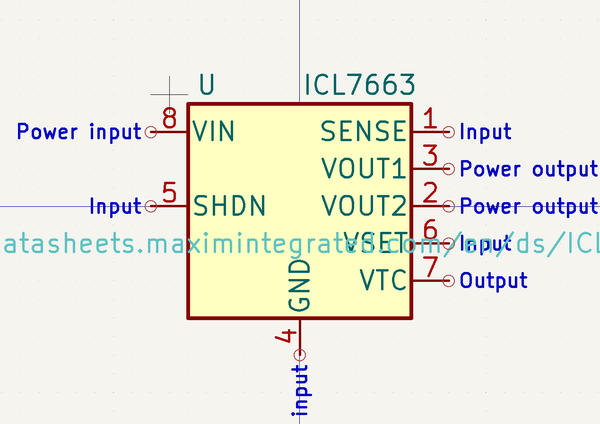 U ICL7663
Power input 8 VIN SENSE 1 Input
VOUT1 3 Power output
Input 5 SHDN VOUT2 2 Power output
VSET 6 Input
atasheets.maximintegrated.com/en/ds/ICL
VTC 7 Output
GND
4
input